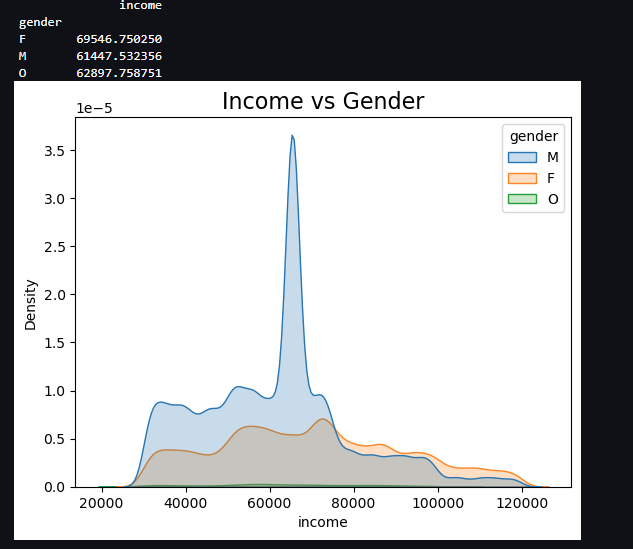 income
gender
F 69546.750250
M 61447.532356
O 62897.758751
Income vs Gender
1e−5
gender
M
F
O
3.5
3.0
2.5
2.0
1.5
1.0
0.5
0.0
Density
20000 40000 60000 80000 100000 120000
income